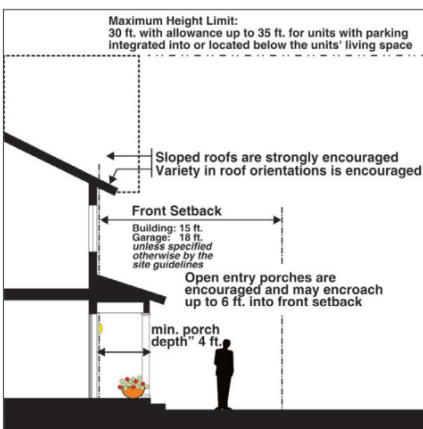 Maximum Height Limit:
30 ft. with allowance up to 35 ft. for units with parking
integrated into or located below the units' living space
Sloped roofs are strongly encouraged
Variety in roof orientations is encouraged
Front Setback
Building: 15 ft.
Garage: 18 ft.
unless specified
otherwise by the
site guidelines
Open entry porches are
encouraged and may encroach
up to 6 ft. into front setback
min. porch
depth" 4 ft.